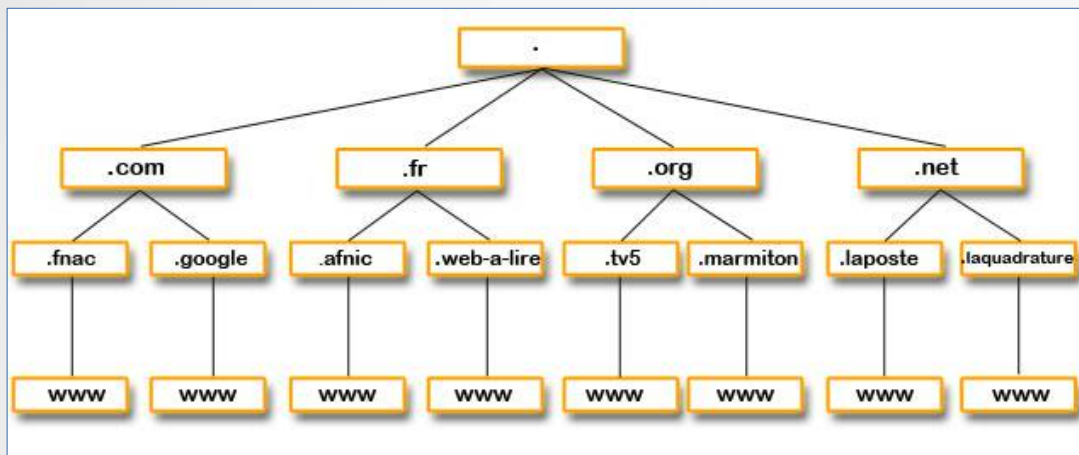 .
.com .fr .org .net
.fnac .google .afnic .web-a-lire .tv5 .marmiton .laposte .laquadrature
www www www www www www www www